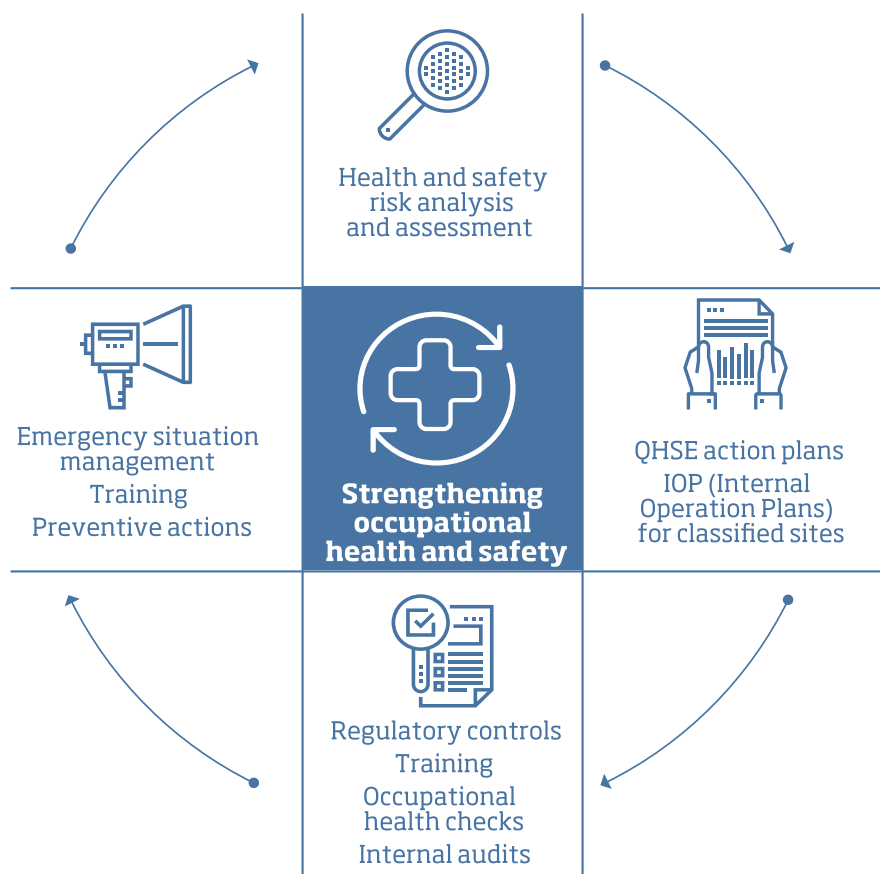 Health and safety
risk analysis
and assessment
Emergency situation
management
Training
Preventive actions
Strengthening
occupational
health and safety
QHSE action plans
IOP (Internal
Operation Plans)
for classified sites
Regulatory controls
Training
Occupational
health checks
Internal audits